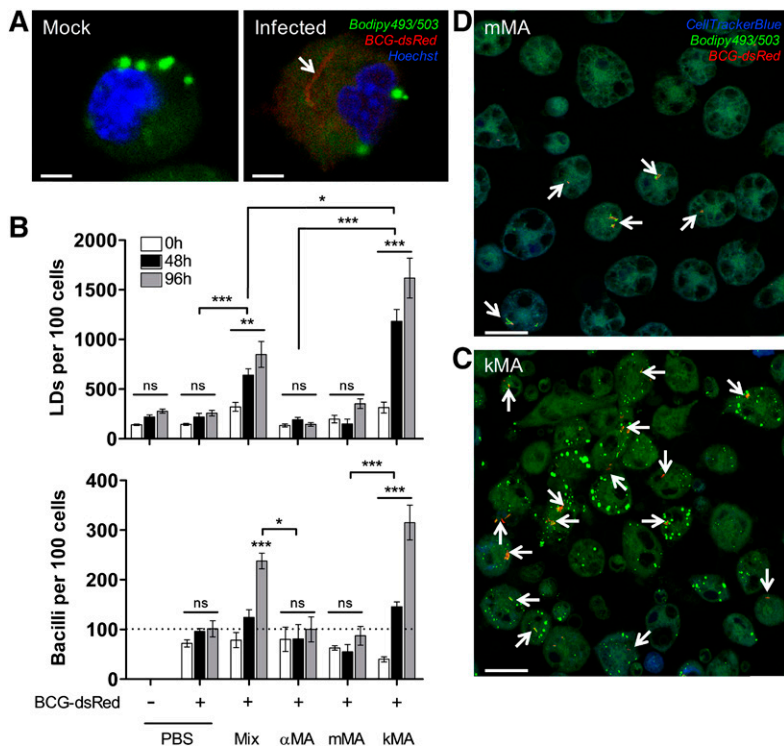 A
Mock
Infected
Bodipy493/503
BCG-dsRed
Hoechst
B
LDs per 100 cells
2000
1500
1000
500
0
0h
48h
96h
*
***
***
***
**
ns
ns
ns
ns
Bacilli per 100 cells
400
300
200
100
0
***
***
*
***
ns
ns
ns
BCG-dsRed
- + + + + +
PBS Mix αMA mMA kMA
D
mMA
CellTrackerBlue
Bodipy493/503
BCG-dsRed
C
kMA